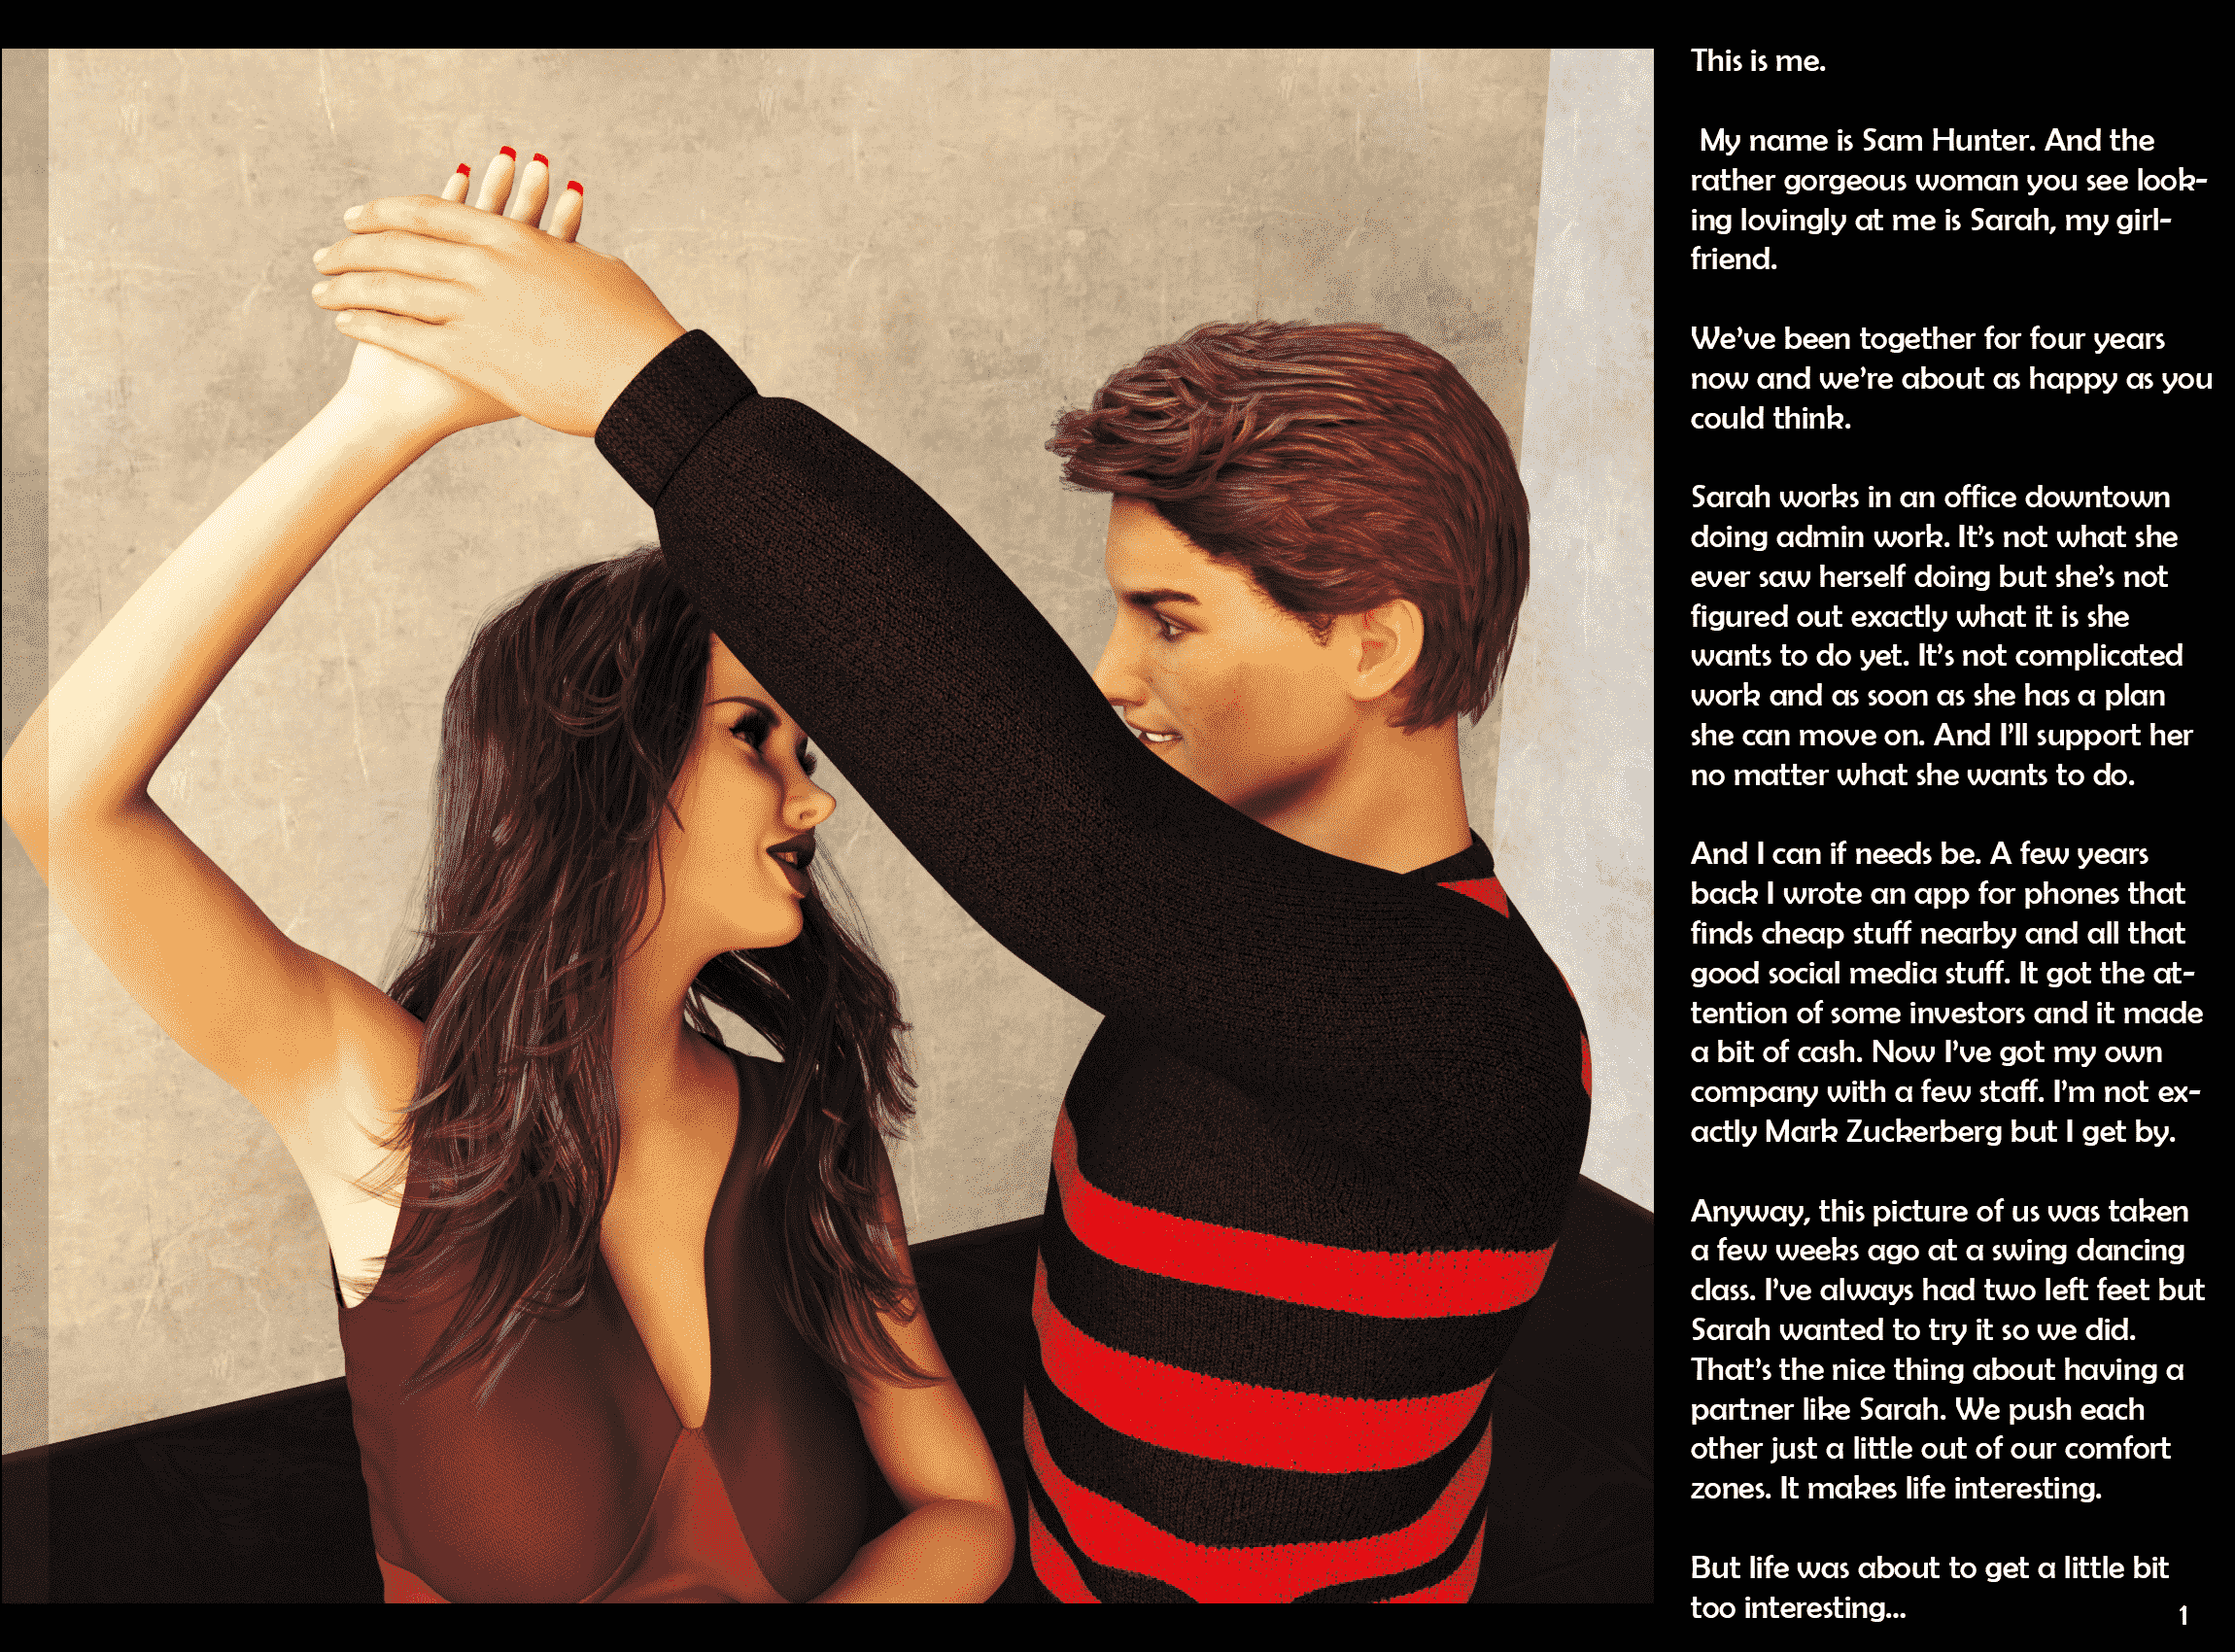 This is me.
My name is Sam Hunter. And the
rather gorgeous woman you see look-
ing lovingly at me is Sarah, my girl-
friend.
We've been together for four years
now and we're about as happy as you
could think.
Sarah works in an office downtown
doing admin work. It's not what she
ever saw herself doing but she's not
figured out exactly what it is she
wants to do yet. It's not complicated
work and as soon as she has a plan
she can move on. And I'll support her
no matter what she wants to do.
And I can if needs be. A few years
back I wrote an app for phones that
finds cheap stuff nearby and all that
good social media stuff. It got the at-
tention of some investors and it made
a bit of cash. Now I've got my own
company with a few staff. I'm not ex-
actly Mark Zuckerberg but I get by.
Anyway, this picture of us was taken
a few weeks ago at a swing dancing
class. I've always had two left feet but
Sarah wanted to try it so we did.
That's the nice thing about having a
partner like Sarah. We push each
other just a little out of our comfort
zones. It makes life interesting.
But life was about to get a little bit
too interesting...
1